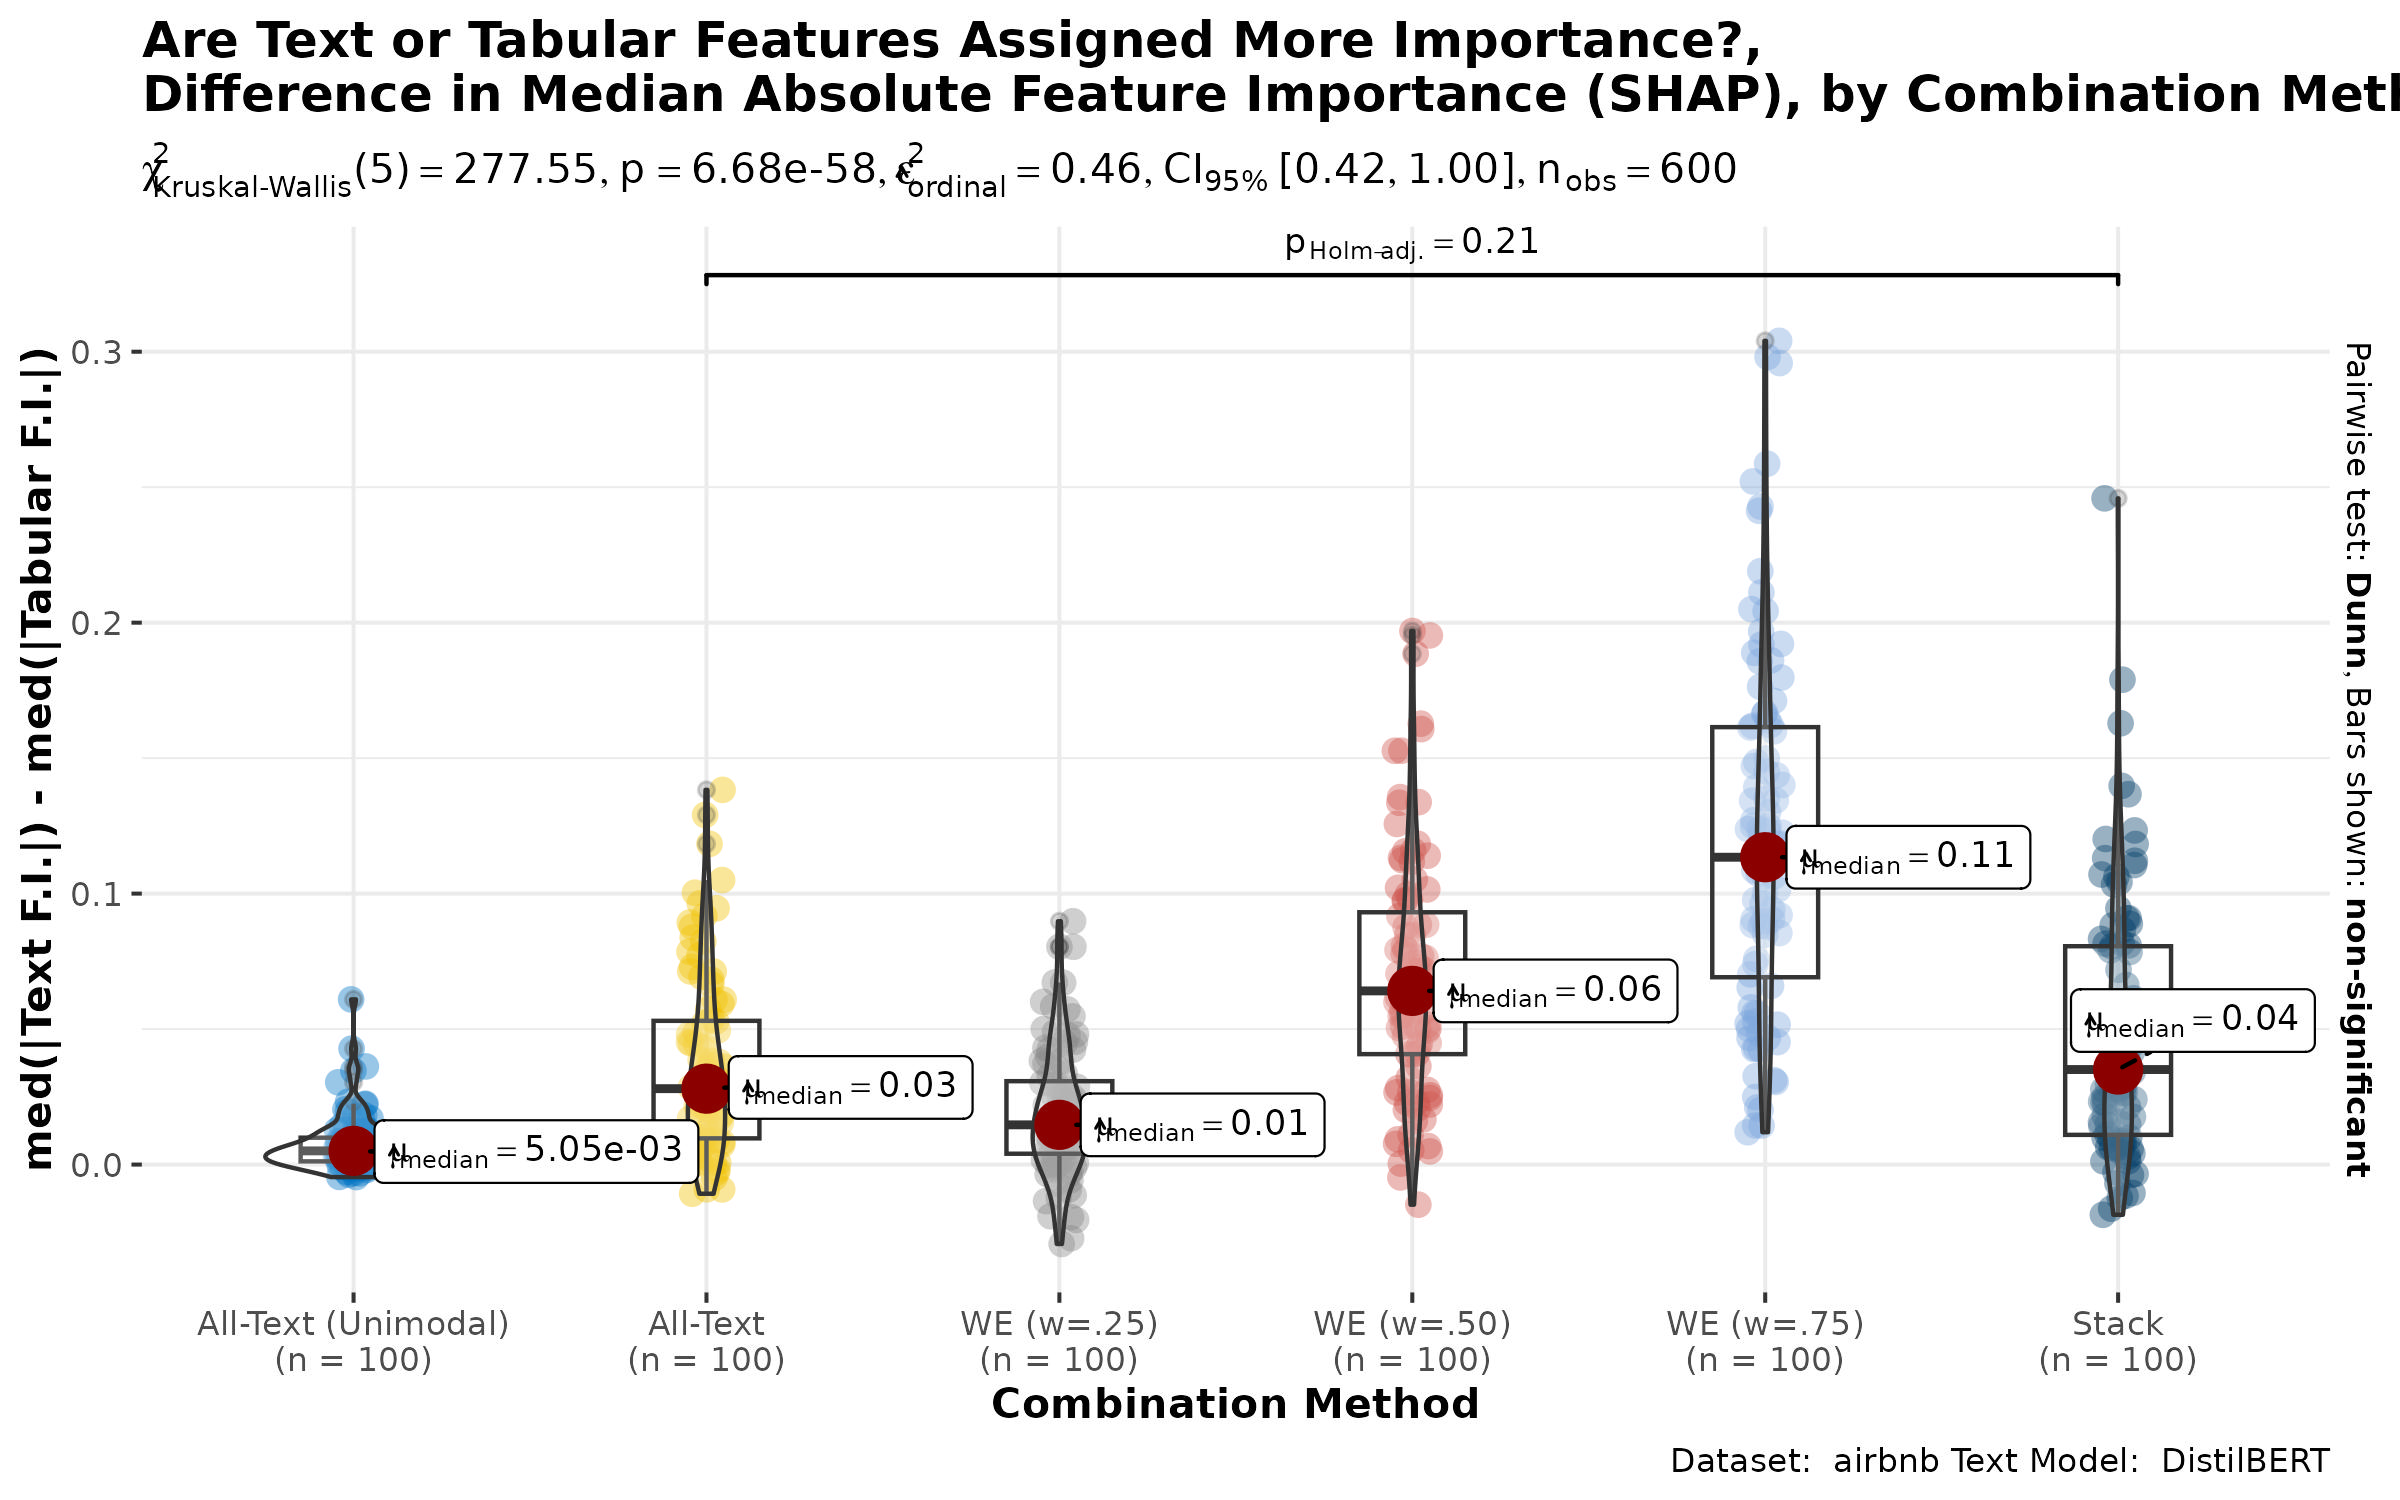 Are Text or Tabular Features Assigned More Importance?,
Difference in Median Absolute Feature Importance (SHAP), by Combination Meth
χ²Kruskal-Wallis(5) = 277.55, p = 6.68e-58, ε²ordinal = 0.46, CI95% [0.42, 1.00], nobs = 600
pHolm-adj. = 0.21
med(|Text F.I.|) - med(|Tabular F.I.|)
0.3
0.2
0.1
0.0
μ̂median = 5.05e-03
μ̂median = 0.03
μ̂median = 0.01
μ̂median = 0.06
μ̂median = 0.11
μ̂median = 0.04
Pairwise test: Dunn, Bars shown: non-significant
All-Text (Unimodal)
(n = 100)
All-Text
(n = 100)
WE (w=.25)
(n = 100)
WE (w=.50)
(n = 100)
WE (w=.75)
(n = 100)
Stack
(n = 100)
Combination Method
Dataset:  airbnb Text Model:  DistilBERT